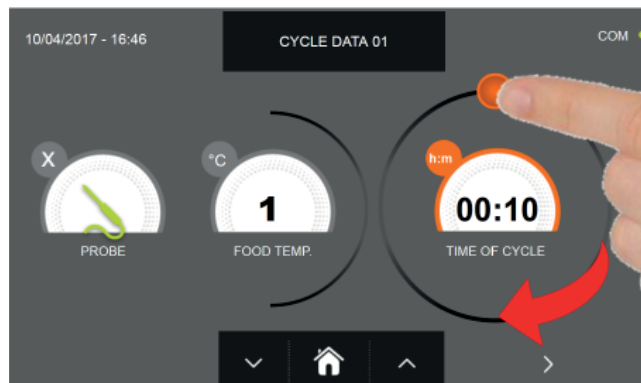 10/04/2017 - 16:46
CYCLE DATA 01
COM
X
°C
h:m
1
00:10
PROBE
FOOD TEMP.
TIME OF CYCLE